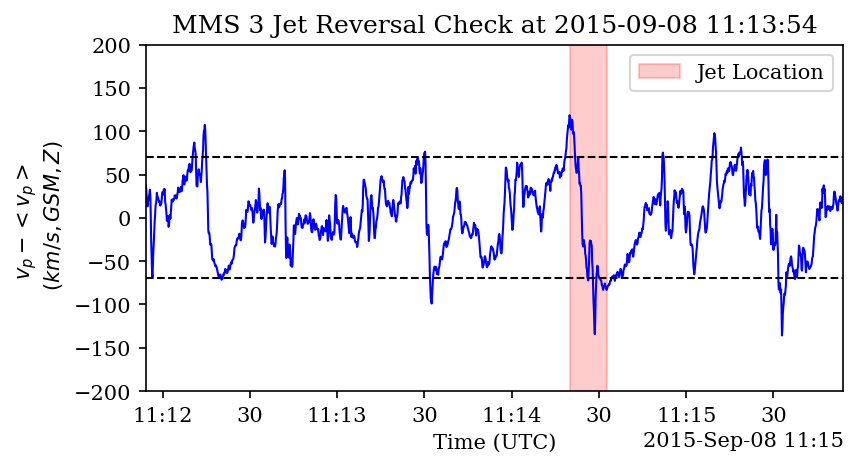 MMS 3 Jet Reversal Check at 2015-09-08 11:13:54
200
150
100
50
0
−50
−100
−150
−200
v_p − < v_p >
(km/s, GSM, Z)
Jet Location
11:12 30 11:13 30 11:14 30 11:15 30
Time (UTC)
2015-Sep-08 11:15